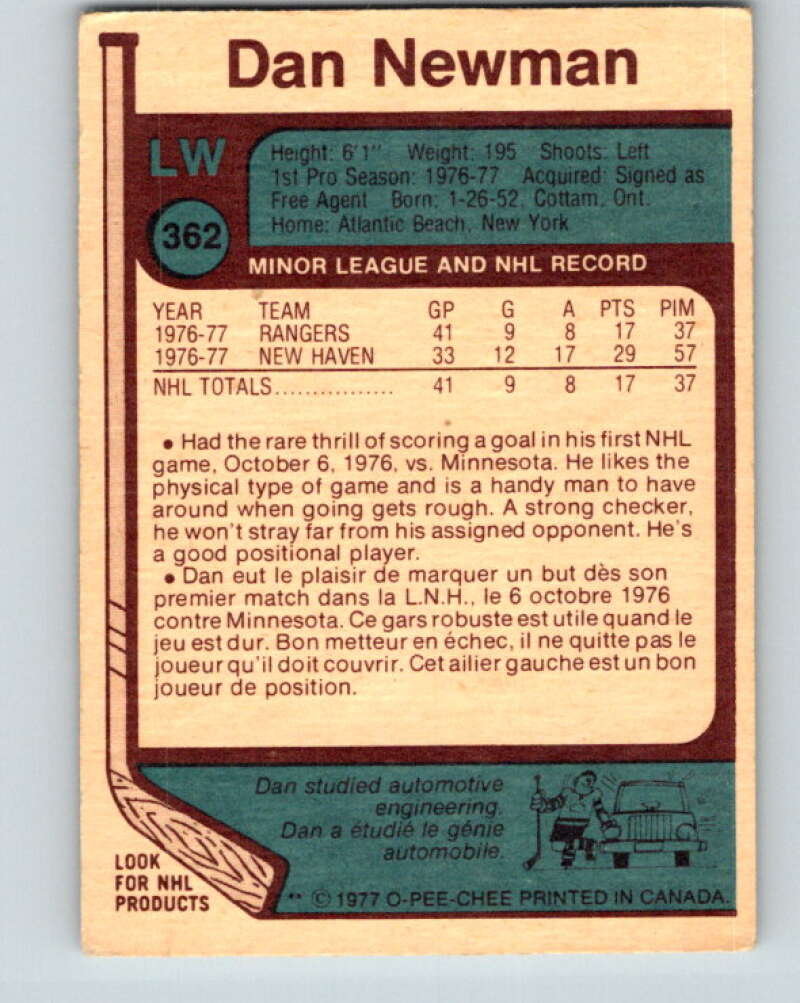 Dan Newman
LW
362
Height: 6'1" Weight: 195 Shoots: Left
1st Pro Season: 1976-77 Acquired: Signed as
Free Agent Born: 1-26-52, Cottam, Ont.
Home: Atlantic Beach, New York
MINOR LEAGUE AND NHL RECORD
YEAR TEAM GP G A PTS PIM
1976-77 RANGERS 41 9 8 17 37
1976-77 NEW HAVEN 33 12 17 29 57
NHL TOTALS................ 41 9 8 17 37
• Had the rare thrill of scoring a goal in his first NHL
game, October 6, 1976, vs. Minnesota. He likes the
physical type of game and is a handy man to have
around when going gets rough. A strong checker,
he won't stray far from his assigned opponent. He's
a good positional player.
• Dan eut le plaisir de marquer un but dès son
premier match dans la L.N.H., le 6 octobre 1976
contre Minnesota. Ce gars robuste est utile quand le
jeu est dur. Bon metteur en échec, il ne quitte pas le
joueur qu'il doit couvrir. Cet ailier gauche est un bon
joueur de position.
Dan studied automotive
engineering.
Dan a étudié le génie
automobile.
LOOK
FOR NHL
PRODUCTS
** © 1977 O-PEE-CHEE PRINTED IN CANADA.